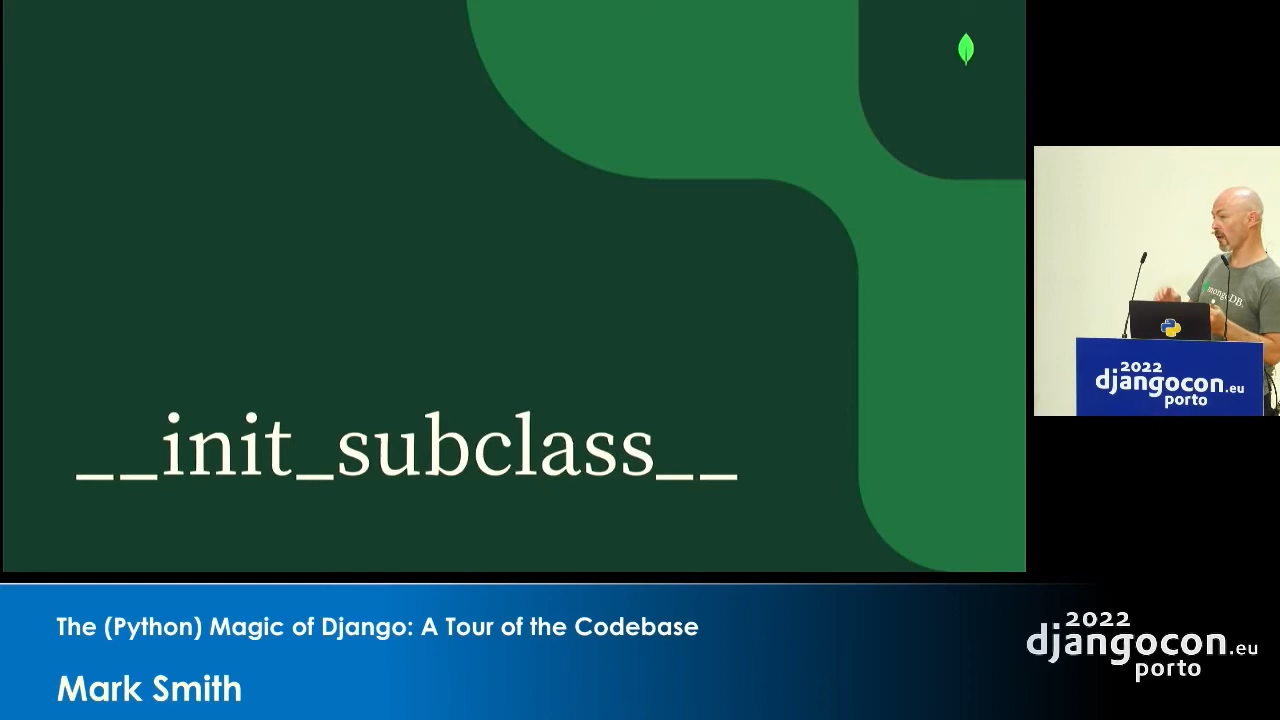 __init_subclass__
mongoDB.
2022
djangocon.eu
porto
The (Python) Magic of Django: A Tour of the Codebase
Mark Smith
2022
djangocon.eu
porto